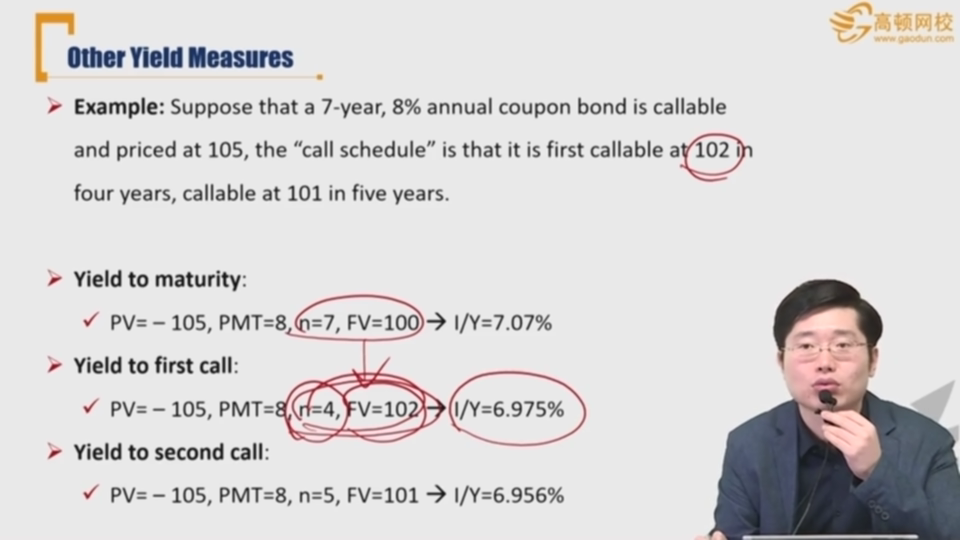 高顿网校
www.gaodun.com
Other Yield Measures
Example: Suppose that a 7-year, 8% annual coupon bond is callable
and priced at 105, the “call schedule” is that it is first callable at 102 in
four years, callable at 101 in five years.
Yield to maturity:
PV= – 105, PMT=8, n=7, FV=100 → I/Y=7.07%
Yield to first call:
PV= – 105, PMT=8, n=4, FV=102 → I/Y=6.975%
Yield to second call:
PV= – 105, PMT=8, n=5, FV=101 → I/Y=6.956%